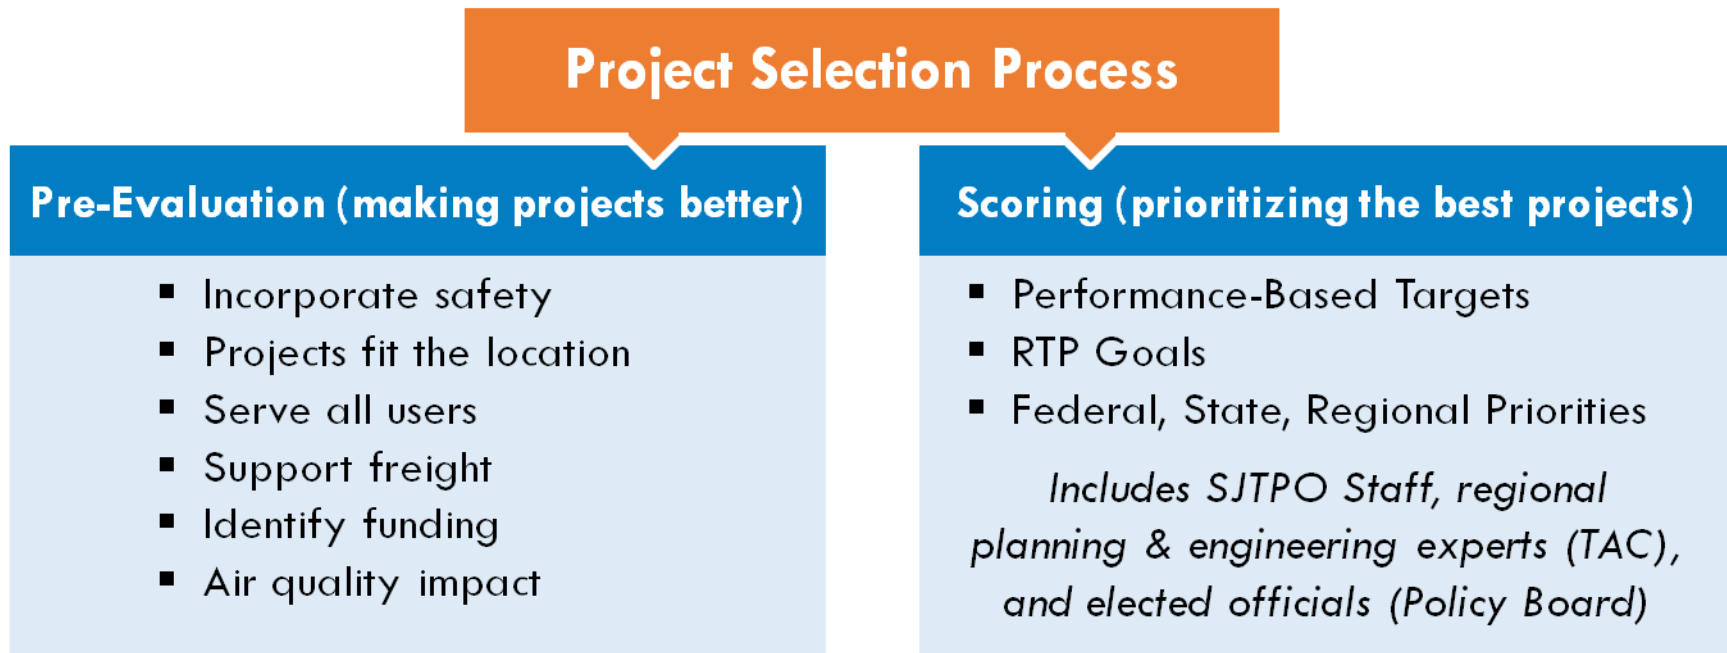 Project Selection Process
Pre-Evaluation (making projects better)
▪ Incorporate safety
▪ Projects fit the location
▪ Serve all users
▪ Support freight
▪ Identify funding
▪ Air quality impact
Scoring (prioritizing the best projects)
▪ Performance-Based Targets
▪ RTP Goals
▪ Federal, State, Regional Priorities
Includes SJTPO Staff, regional
planning & engineering experts (TAC),
and elected officials (Policy Board)